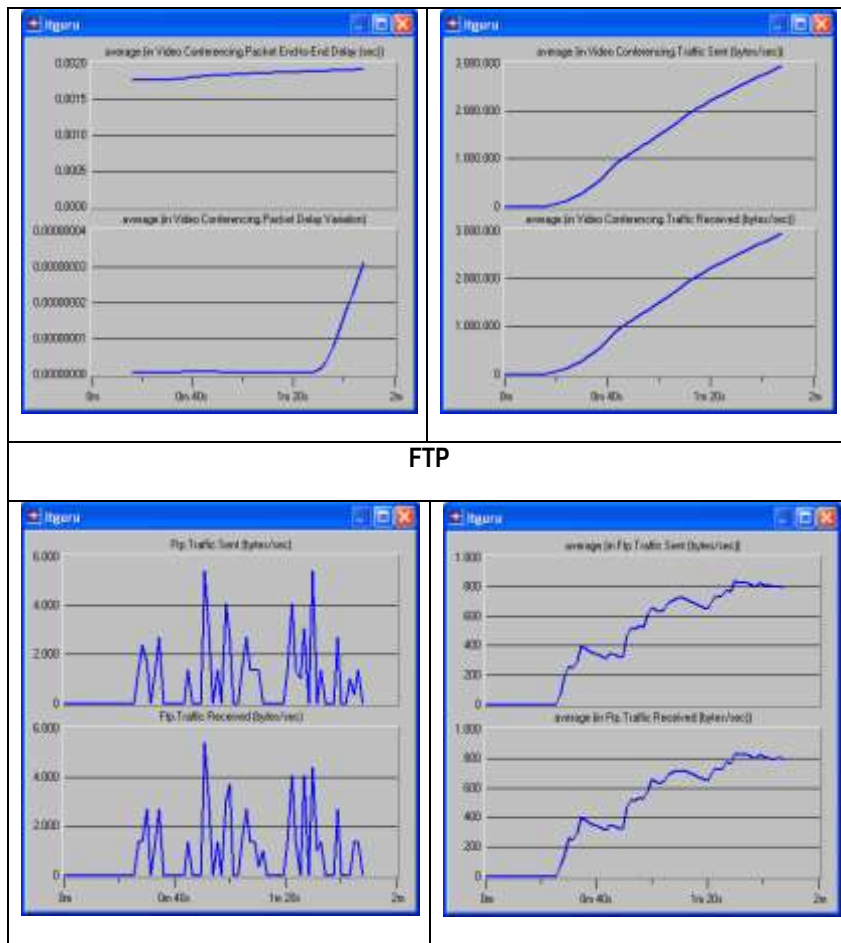 Itguru
average (in Video Conferencing.Packet End-to-End Delay (sec))
0.0020
0.0015
0.0010
0.0005
0.0000
average (in Video Conferencing.Packet Delay Variation)
0.00000004
0.00000003
0.00000002
0.00000001
0.00000000
0m 0m 40s 1m 20s 2m
Itguru
average (in Video Conferencing.Traffic Sent (bytes/sec))
3.000.000
2.000.000
1.000.000
0
average (in Video Conferencing.Traffic Received (bytes/sec))
3.000.000
2.000.000
1.000.000
0
0m 0m 40s 1m 20s 2m
FTP
Itguru
Ftp.Traffic Sent (bytes/sec)
6.000
4.000
2.000
0
Ftp.Traffic Received (bytes/sec)
6.000
4.000
2.000
0
0m 0m 40s 1m 20s 2m
Itguru
average (in Ftp.Traffic Sent (bytes/sec))
1.000
800
600
400
200
0
average (in Ftp.Traffic Received (bytes/sec))
1.000
800
600
400
200
0
0m 0m 40s 1m 20s 2m